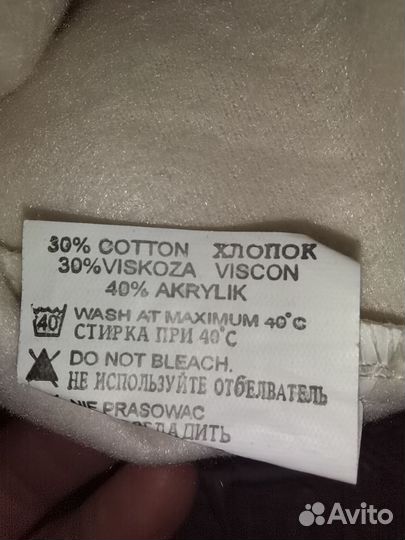 30% COTTON ХЛОПОК
30%VISKOZA VISCON
40% AKRYLIK
40 WASH AT MAXIMUM 40°C
СТИРКА ПРИ 40°C
DO NOT BLEACH.
НЕ ИСПОЛЬЗУЙТЕ ОТбЕЛВАТЕЛЬ
NIE PRASOWAC
Avito